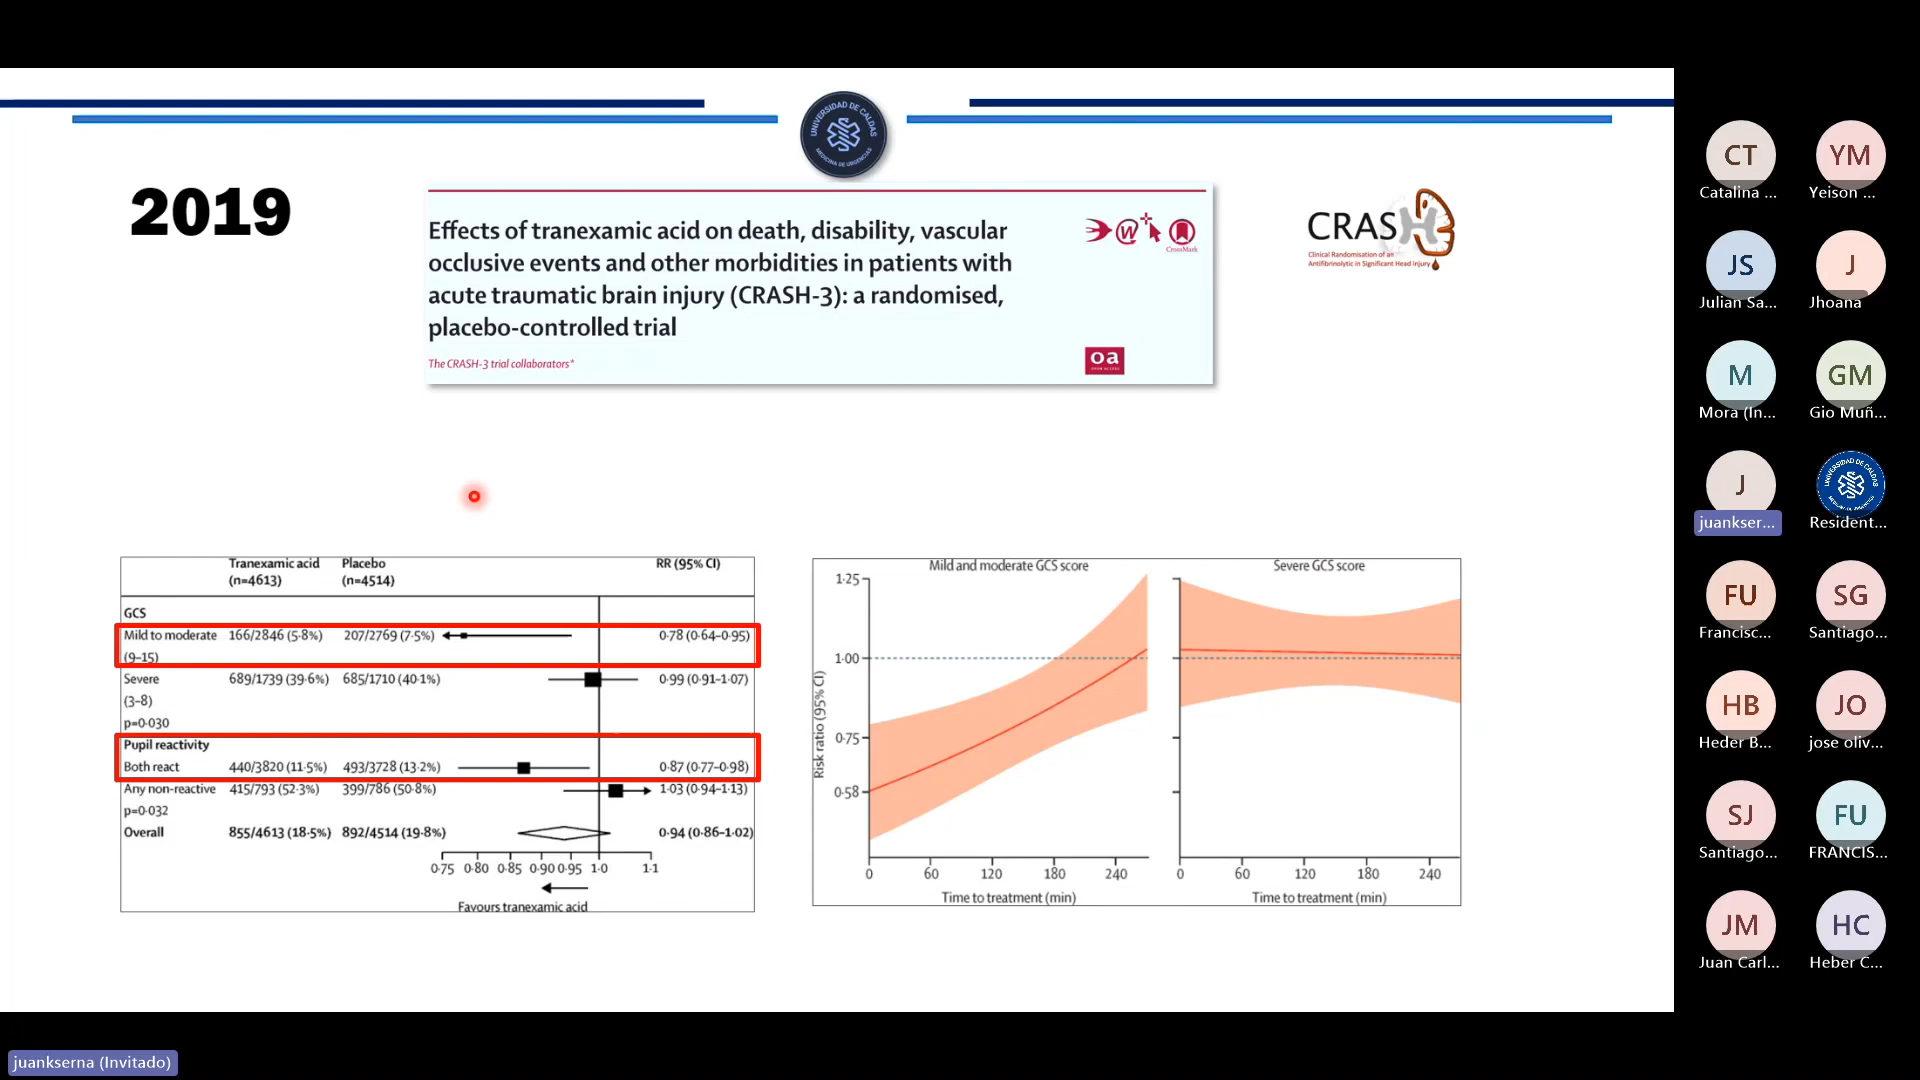 UNIVERSIDAD DE CALDAS
MEDICINA DE URGENCIAS
2019
Effects of tranexamic acid on death, disability, vascular
occlusive events and other morbidities in patients with
acute traumatic brain injury (CRASH-3): a randomised,
placebo-controlled trial
The CRASH-3 trial collaborators*
W
CrossMark
oa
OPEN ACCESS
CRASH
Clinical Randomisation of an
Antifibrinolytic in Significant Head Injury
Tranexamic acid Placebo RR (95% CI)
(n=4613) (n=4514)
GCS
Mild to moderate 166/2846 (5·8%) 207/2769 (7·5%) 0·78 (0·64–0·95)
(9–15)
Severe 689/1739 (39·6%) 685/1710 (40·1%) 0·99 (0·91–1·07)
(3–8)
p=0·030
Pupil reactivity
Both react 440/3820 (11·5%) 493/3728 (13·2%) 0·87 (0·77–0·98)
Any non-reactive 415/793 (52·3%) 399/786 (50·8%) 1·03 (0·94–1·13)
p=0·032
Overall 855/4613 (18·5%) 892/4514 (19·8%) 0·94 (0·86–1·02)
0·75 0·80 0·85 0·90 0·95 1·0 1·1
Favours tranexamic acid
Mild and moderate GCS score
Severe GCS score
Risk ratio (95% CI)
1·25
1·00
0·75
0·58
0 60 120 180 240
Time to treatment (min)
0 60 120 180 240
Time to treatment (min)
CT
Catalina ...
YM
Yeison ...
JS
Julian Sa...
J
Jhoana
M
Mora (In...
GM
Gio Muñ...
J
juankser...
UNIVERSIDAD DE CALDAS
Resident...
FU
Francisc...
SG
Santiago...
HB
Heder B...
JO
jose oliv...
SJ
Santiago...
FU
FRANCIS...
JM
Juan Carl...
HC
Heber C...
juankserna (Invitado)